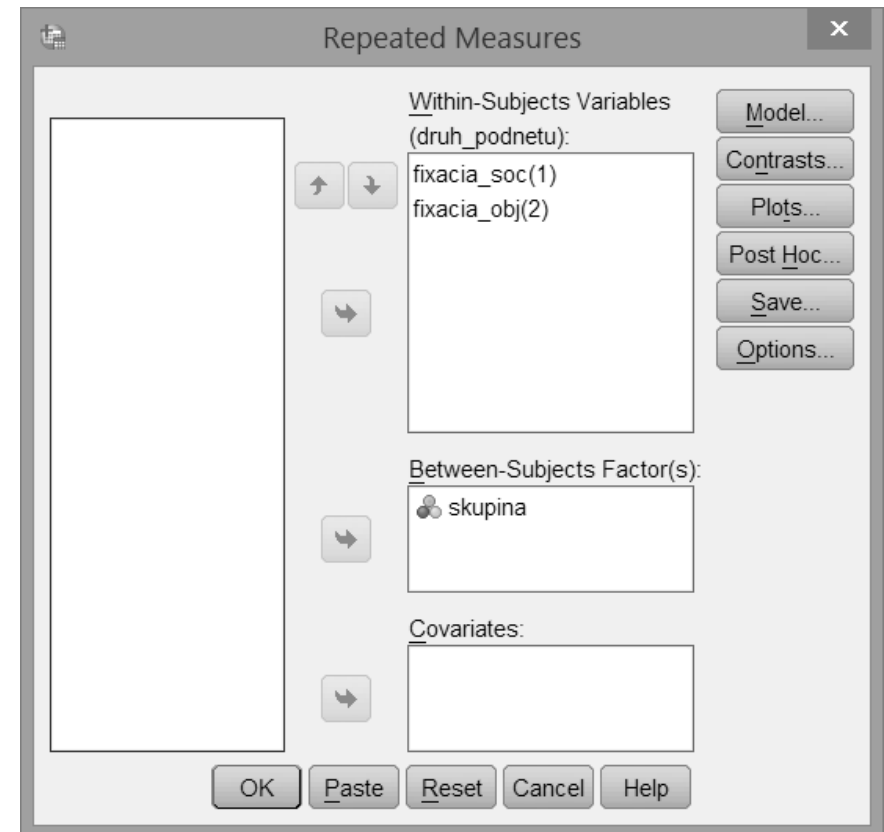 Repeated Measures
x
Within-Subjects Variables
(druh_podnetu):
fixacia_soc(1)
fixacia_obj(2)
Model...
Contrasts...
Plots...
Post Hoc...
Save...
Options...
Between-Subjects Factor(s):
skupina
Covariates:
OK Paste Reset Cancel Help